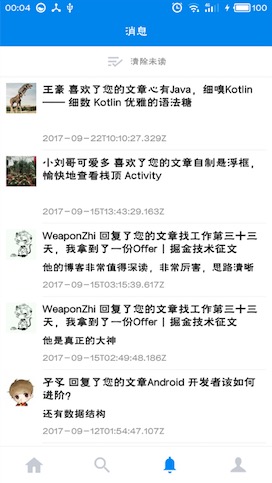 00:04
100
消息
清除未读
王豪 喜欢了您的文章心有Java，细嗅Kotlin
—— 细数 Kotlin 优雅的语法糖
2017-09-22T10:10:27.329Z
小刘哥可爱多 喜欢了您的文章自制悬浮框，
愉快地查看栈顶 Activity
2017-09-15T13:43:29.163Z
WeaponZhi 回复了您的文章找工作第三十三
天，我拿到了一份Offer | 掘金技术征文
他的博客非常值得深读，非常厉害，思路清晰
2017-09-15T03:15:39.617Z
WeaponZhi 回复了您的文章找工作第三十三
天，我拿到了一份Offer | 掘金技术征文
他是真正的大神
2017-09-15T02:49:48.186Z
回复了您的文章Android 开发者该如何
进阶？
还有数据结构
2017-09-12T01:54:47.107Z